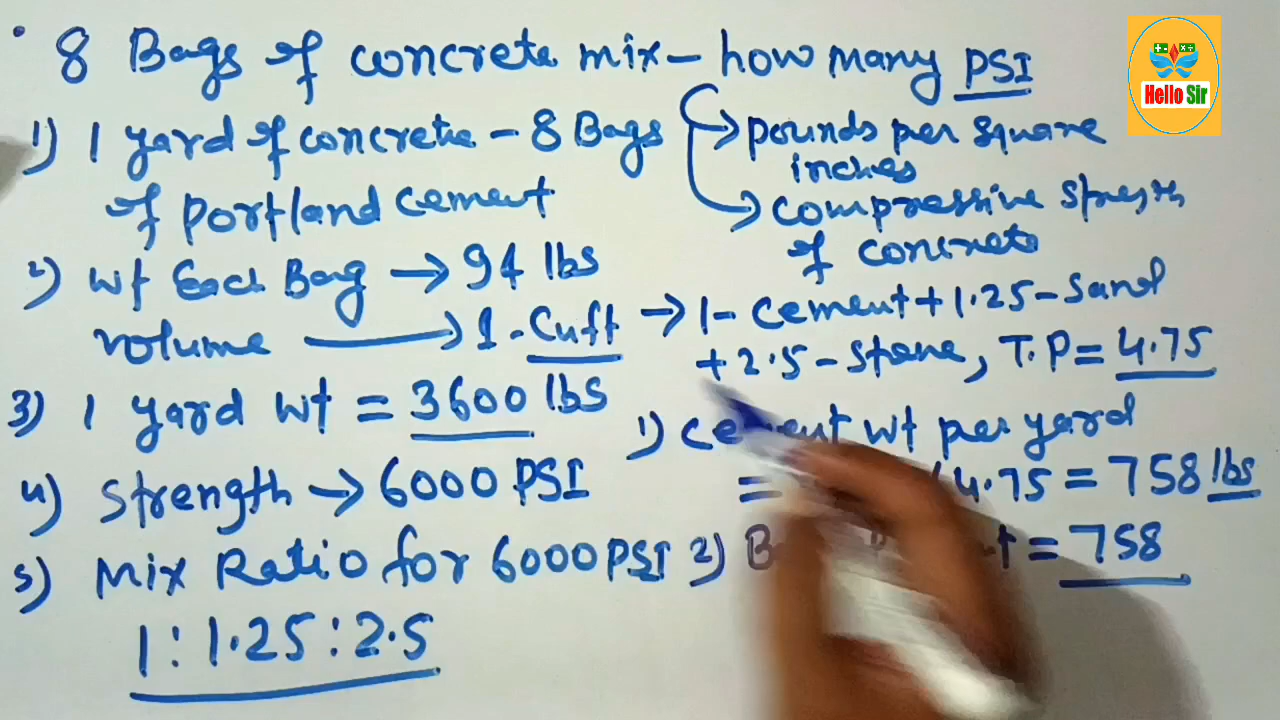 8 Bags of concrete mix – how many PSI
1) 1 yard of concrete – 8 Bags
of portland cement
→ pounds per square
inches
→ compressive
of concrete
2) wt Each Bag → 94 lbs
volume → 1 - Cuft
→ 1 - cement + 1.25 - sand
+ 2.5 - stone, T.P = 4.75
3) 1 yard wt = 3600 lbs
4) strength → 6000 PSI
5) Mix Ratio for 6000 PSI
1 : 1.25 : 2.5
1) cement wt per yard
= 4.75 = 758 lbs
2) = 758
Hello Sir